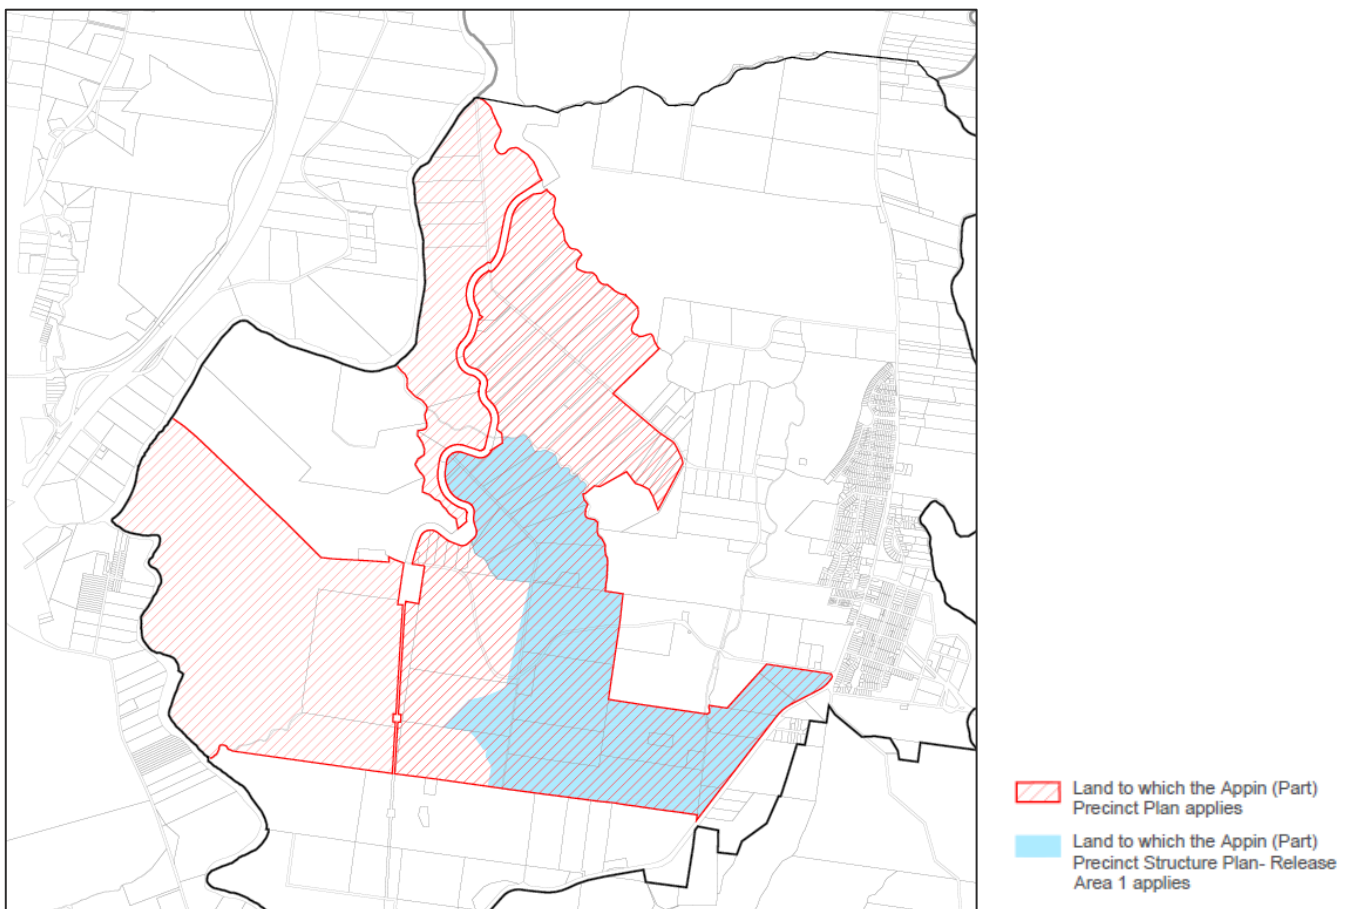 Land to which the Appin (Part)
Precinct Plan applies
Land to which the Appin (Part)
Precinct Structure Plan- Release
Area 1 applies